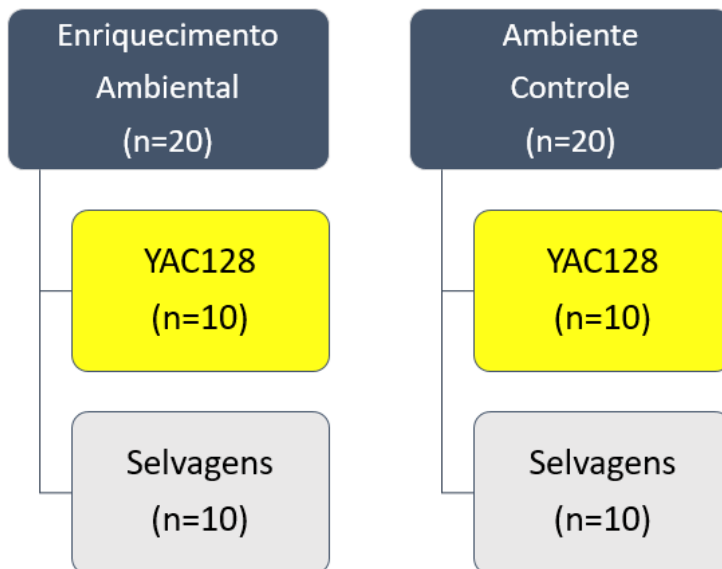 Enriquecimento
Ambiental
(n=20)
YAC128
(n=10)
Selvagens
(n=10)
Ambiente
Controle
(n=20)
YAC128
(n=10)
Selvagens
(n=10)